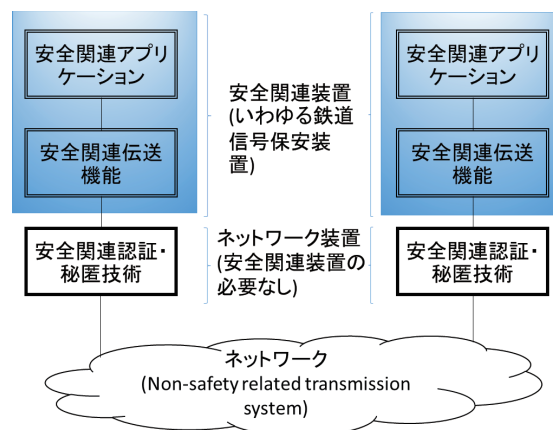 安全関連アプリ
ケーション
安全関連伝送
機能
安全関連認証・
秘匿技術
安全関連装置
(いわゆる鉄道
信号保安装
置)
ネットワーク装置
(安全関連装置の
必要なし)
安全関連アプリ
ケーション
安全関連伝送
機能
安全関連認証・
秘匿技術
ネットワーク
(Non-safety related transmission
system)